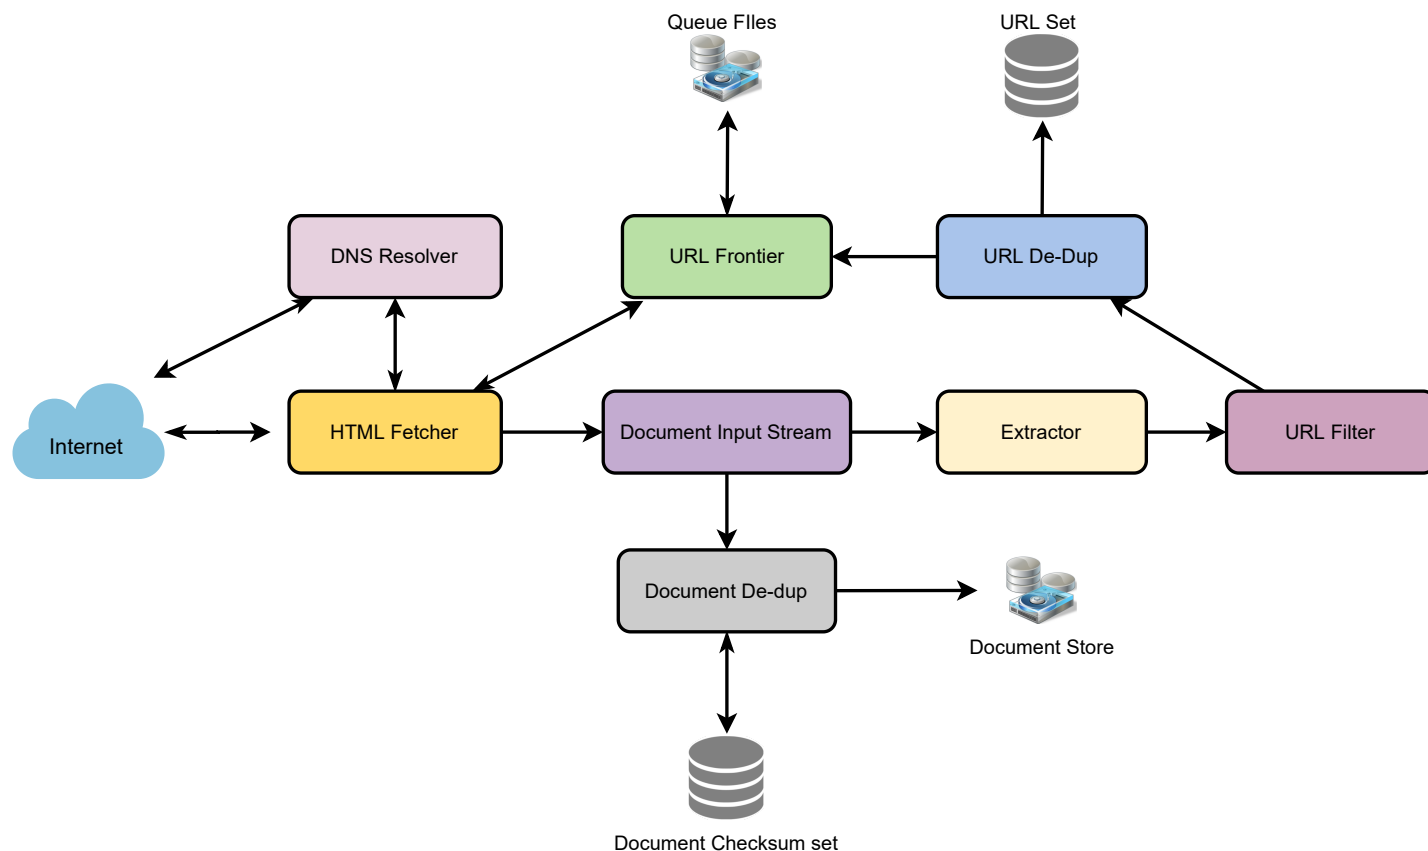 Queue FIles
URL Set
DNS Resolver
URL Frontier
URL De-Dup
Internet
HTML Fetcher
Document Input Stream
Extractor
URL Filter
Document De-dup
Document Store
Document Checksum set